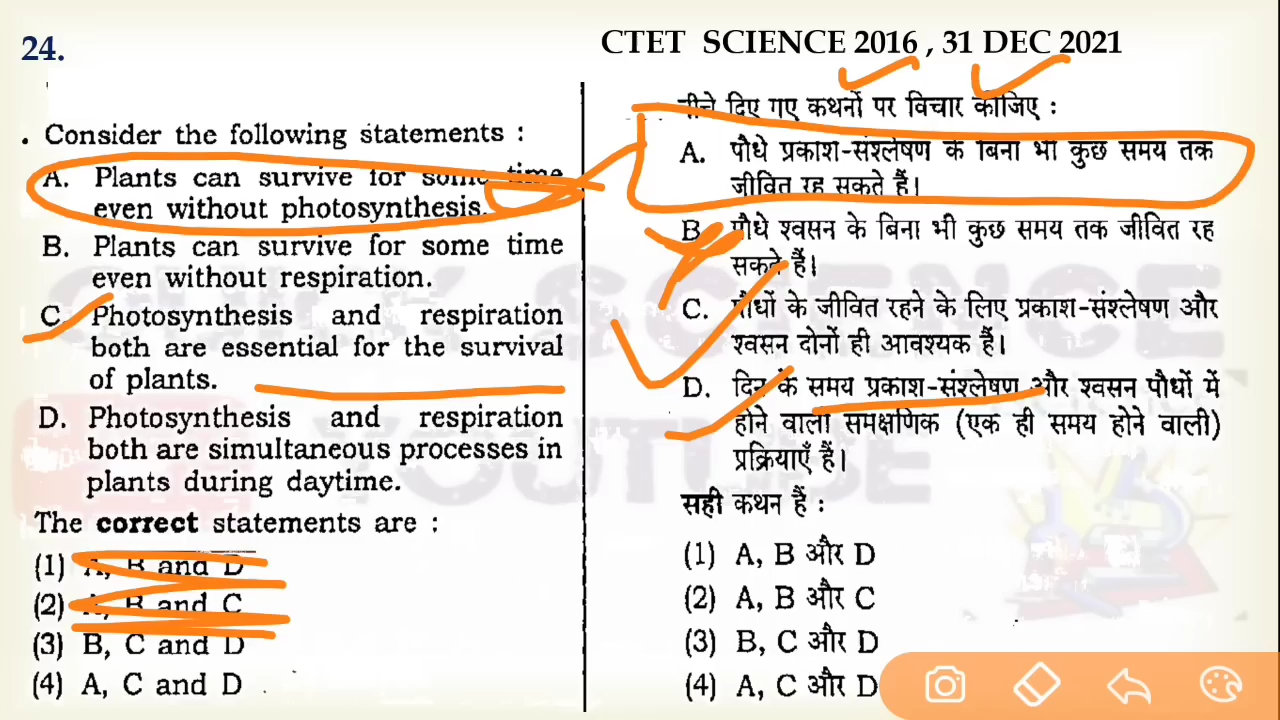 24.
CTET SCIENCE 2016 , 31 DEC 2021
. Consider the following statements :
A. Plants can survive for some time
even without photosynthesis.
B. Plants can survive for some time
even without respiration.
C. Photosynthesis and respiration
both are essential for the survival
of plants.
D. Photosynthesis and respiration
both are simultaneous processes in
plants during daytime.
The correct statements are :
(1) A, B and D
(2) A, B and C
(3) B, C and D
(4) A, C and D
नीचे दिए गए कथनों पर विचार कीजिए :
A. पौधे प्रकाश-संश्लेषण के बिना भी कुछ समय तक
जीवित रह सकते हैं।
B. पौधे श्वसन के बिना भी कुछ समय तक जीवित रह
सकते हैं।
C. पौधों के जीवित रहने के लिए प्रकाश-संश्लेषण और
श्वसन दोनों ही आवश्यक हैं।
D. दिन के समय प्रकाश-संश्लेषण और श्वसन पौधों में
होने वाला समक्षणिक (एक ही समय होने वाली)
प्रक्रियाएँ हैं।
सही कथन हैं :
(1) A, B और D
(2) A, B और C
(3) B, C और D
(4) A, C और D
SCIENCE
YOUTUBE